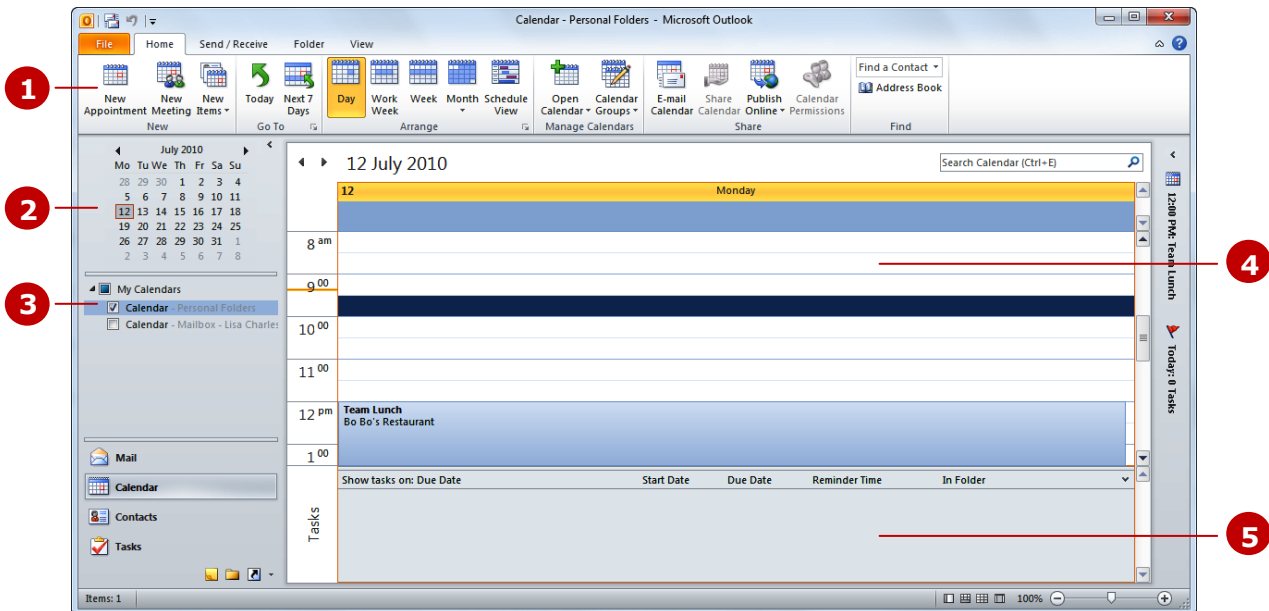 Calendar - Personal Folders - Microsoft Outlook
File Home Send / Receive Folder View
New Appointment
New Meeting
New Items
Today
Next 7 Days
Day
Work Week
Week
Month
Schedule View
Open Calendar
Calendar Groups
E-mail Calendar
Share Calendar
Publish Online
Calendar Permissions
Find a Contact
Address Book
New Go To Arrange Manage Calendars Share Find
1
July 2010
Mo Tu We Th Fr Sa Su
28 29 30 1 2 3 4
5 6 7 8 9 10 11
12 13 14 15 16 17 18
19 20 21 22 23 24 25
26 27 28 29 30 31 1
2 3 4 5 6 7 8
2
My Calendars
Calendar - Personal Folders
Calendar - Mailbox - Lisa Charles
3
Mail
Calendar
Contacts
Tasks
12 July 2010
Search Calendar (Ctrl+E)
12 Monday
8 am
9 00
10 00
11 00
12 pm
Team Lunch
Bo Bo's Restaurant
1 00
4
Tasks
Show tasks on: Due Date Start Date Due Date Reminder Time In Folder
5
12:00 PM: Team Lunch
Today: 0 Tasks
Items: 1
100%